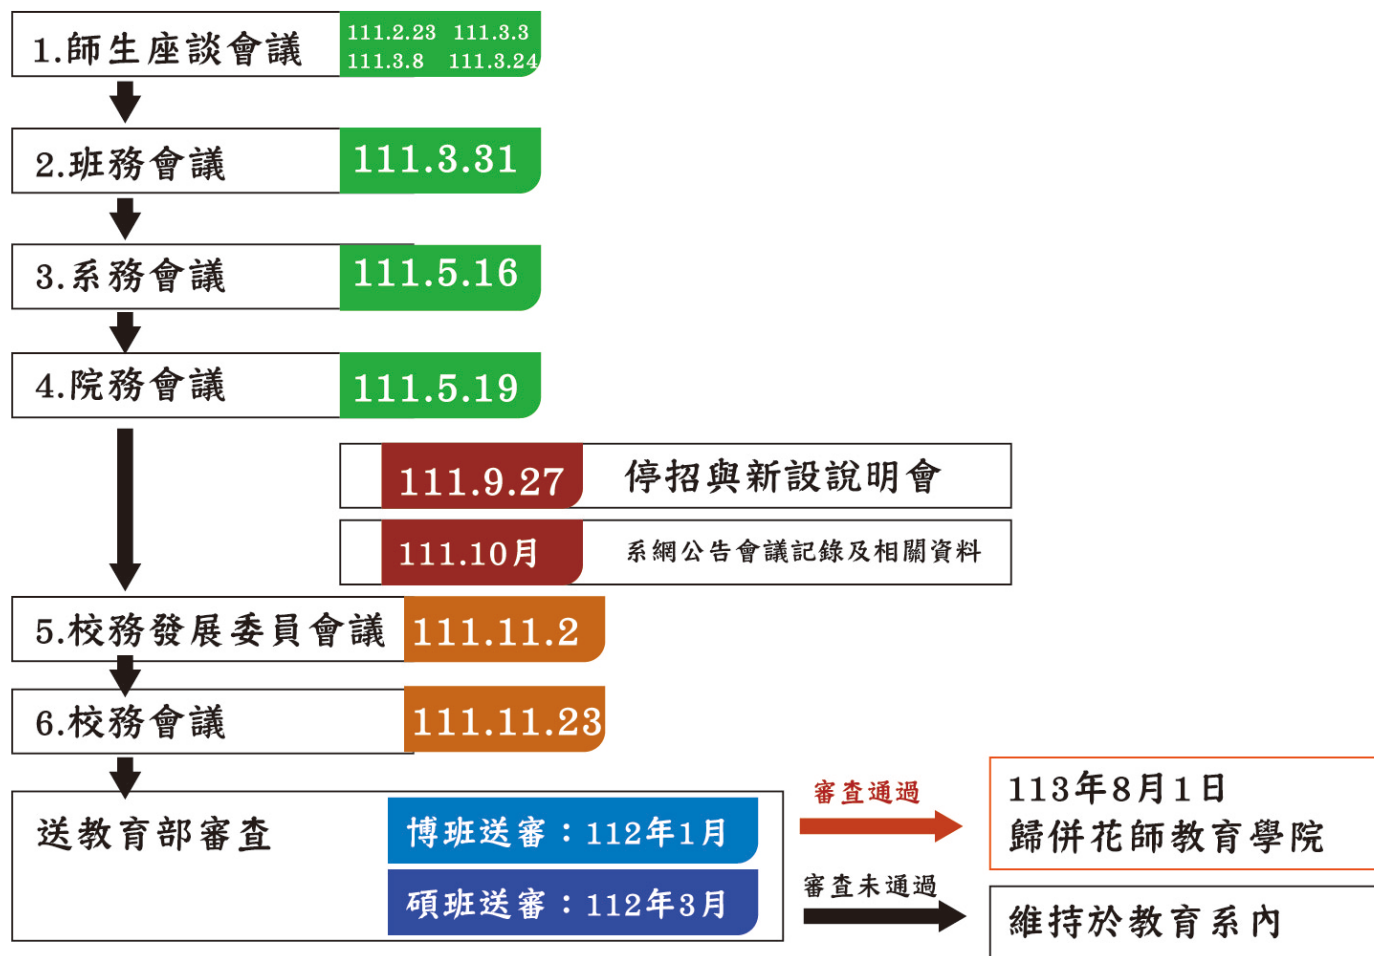 1.師生座談會議
111.2.23 111.3.3
111.3.8 111.3.24
2.班務會議
111.3.31
3.系務會議
111.5.16
4.院務會議
111.5.19
111.9.27
停招與新設說明會
111.10月
系網公告會議記錄及相關資料
5.校務發展委員會議
111.11.2
6.校務會議
111.11.23
送教育部審查
博班送審：112年1月
碩班送審：112年3月
審查通過
113年8月1日
歸併花師教育學院
審查未通過
維持於教育系內